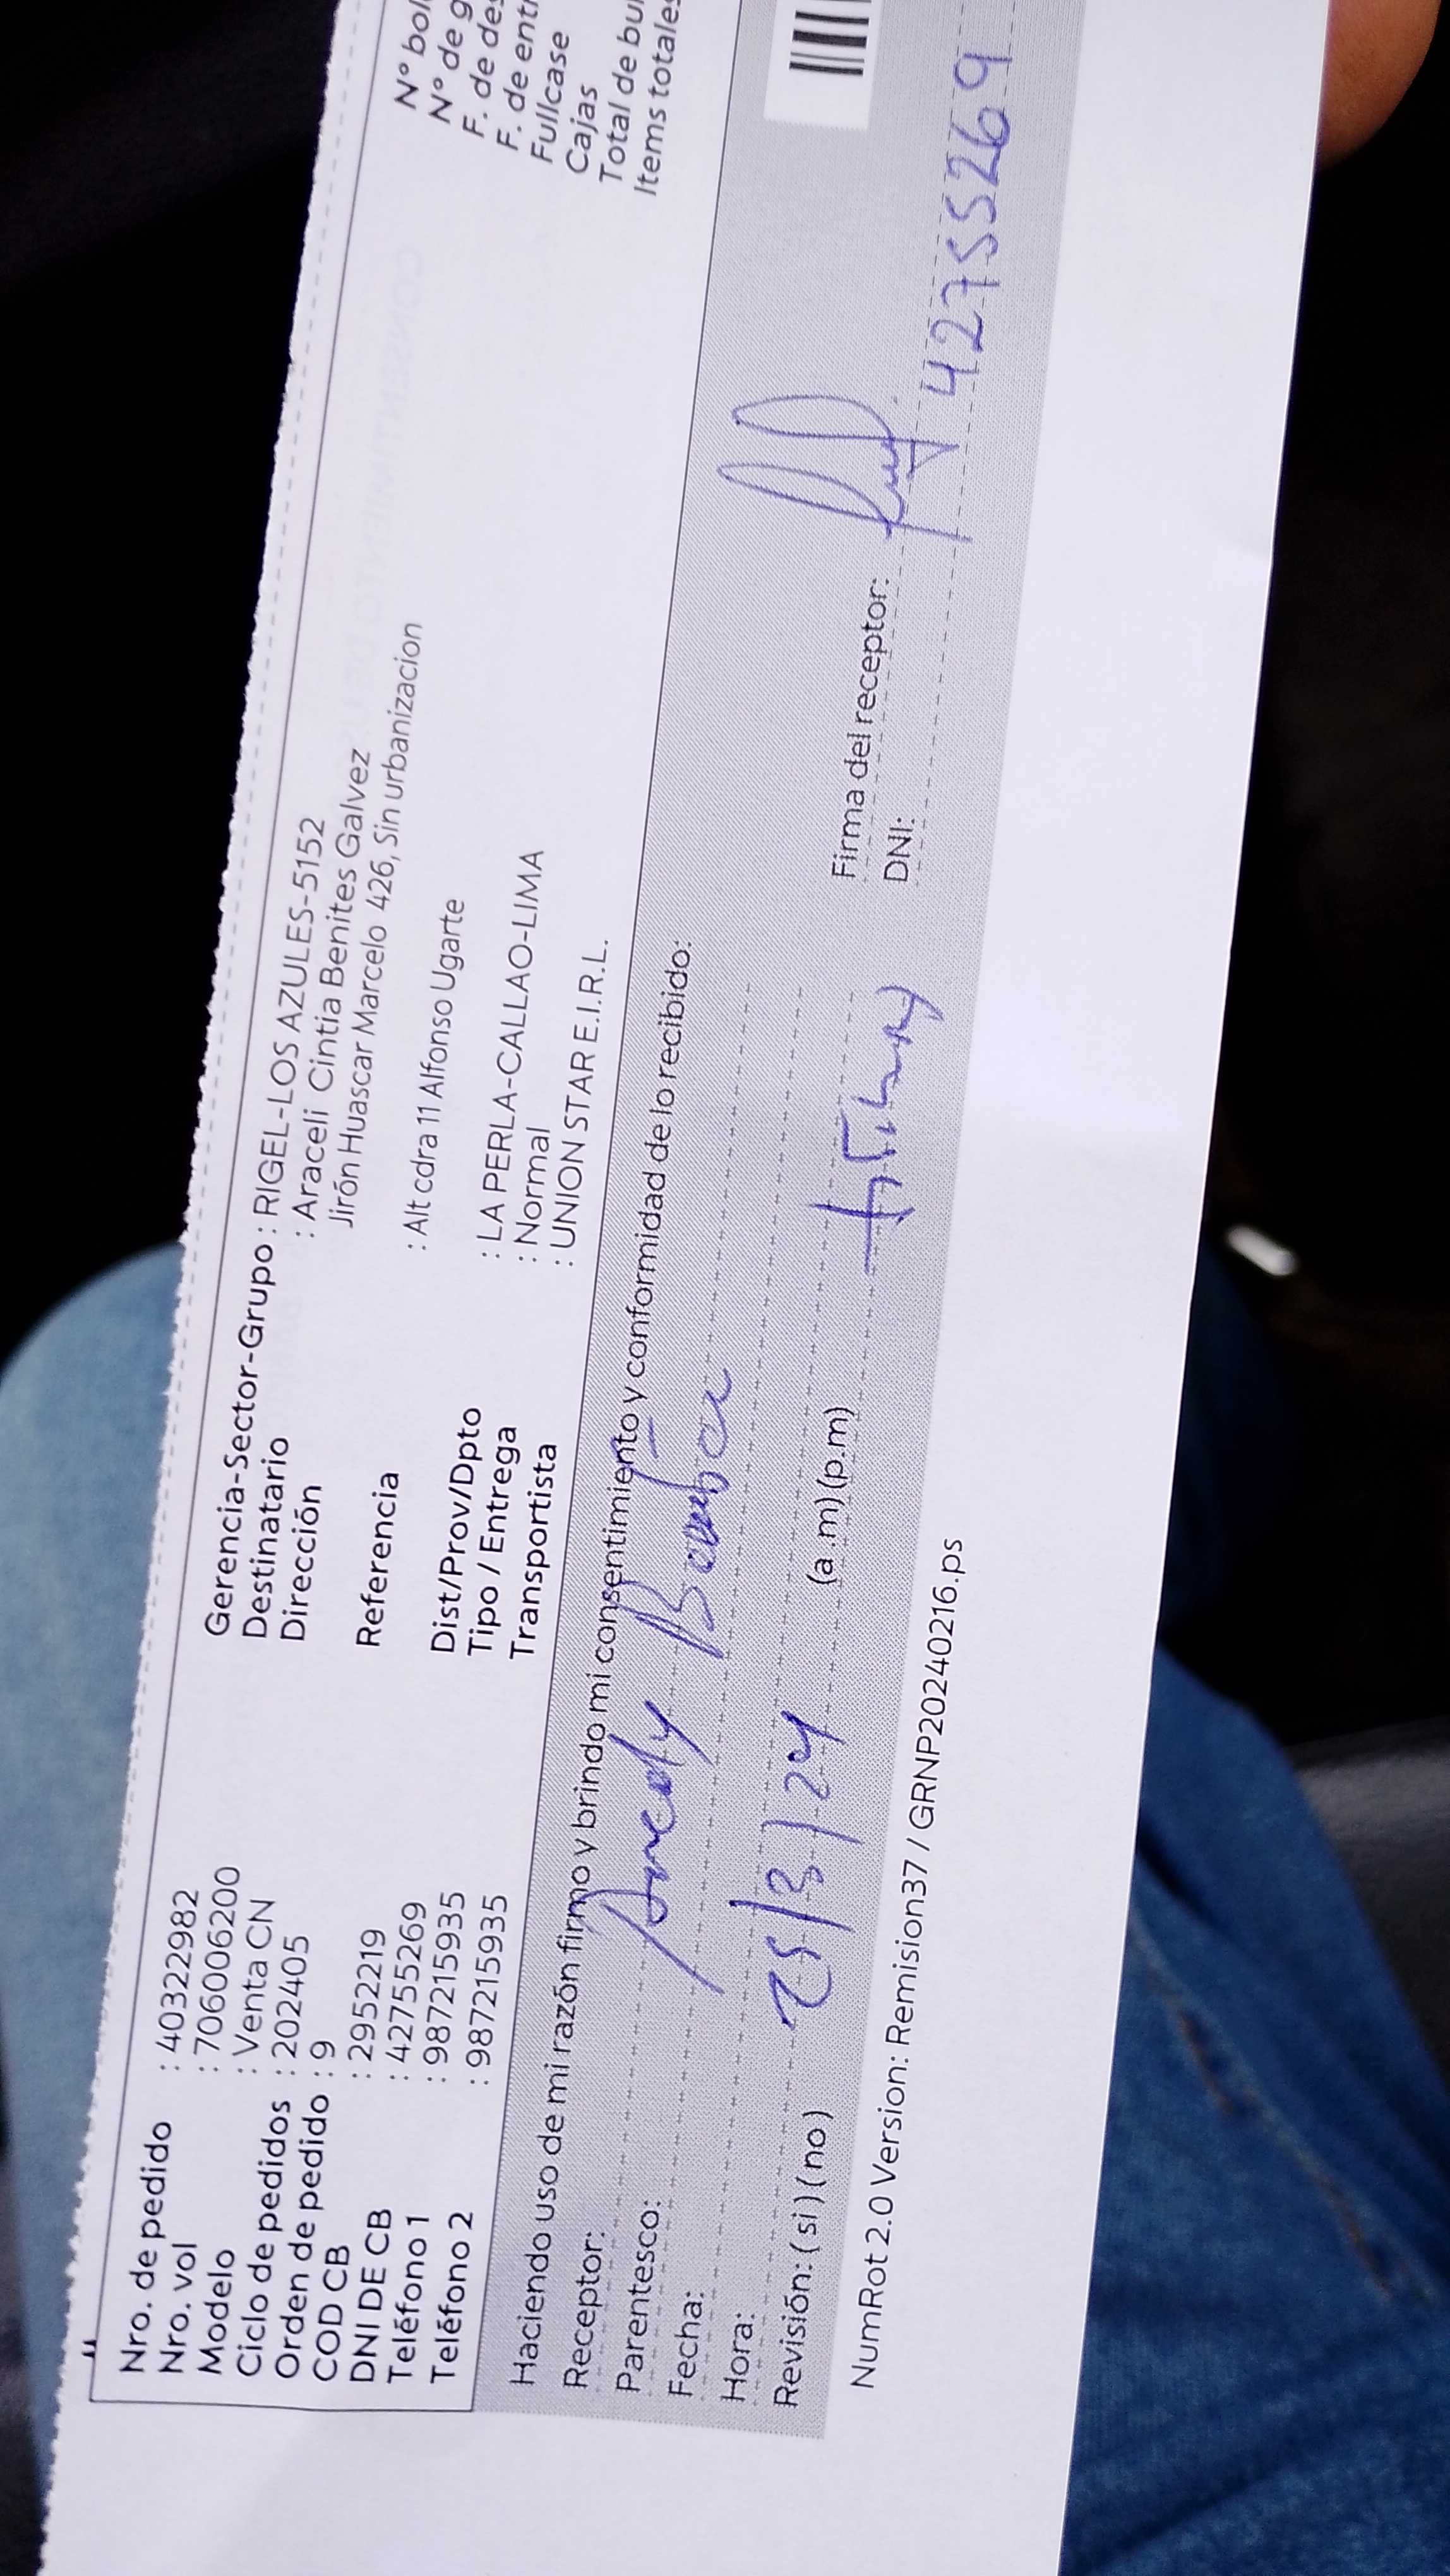 Nro. de pedido : 40322982
Nro. vol : 7060006200
Modelo : Venta CN
Ciclo de pedidos : 202405
Orden de pedido : 9
COD CB : 2952219
DNI DE CB : 42755269
Teléfono 1 : 987215935
Teléfono 2 : 987215935
Gerencia-Sector-Grupo : RIGEL-LOS AZULES-5152
Destinatario : Araceli Cintia Benites Galvez
Dirección Jirón Huascar Marcelo 426, Sin urbanizacion
Referencia : Alt cdra 11 Alfonso Ugarte
Dist/Prov/Dpto : LA PERLA-CALLAO-LIMA
Tipo / Entrega : Normal
Transportista : UNION STAR E.I.R.L.
N° bol
N° de g
F. de des
F. de entr
Fullcase
Cajas
Total de bul
Items totales
Haciendo uso de mi razón firmo y brindo mi consentimiento y conformidad de lo recibido:
Receptor:
Parentesco:
Fecha: 25/3/24
Hora: (a.m) (p.m)
Revisión: (si) (no)
Firma del receptor:
DNI: 42755269
NumRot 2.0 Version: Remision37 / GRNP20240216.ps